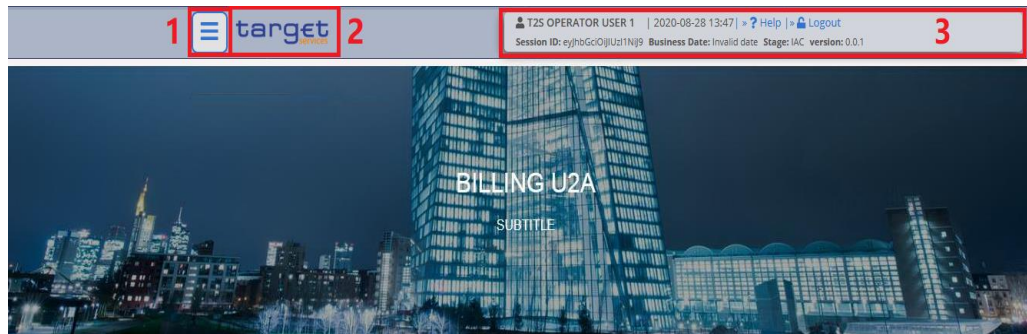 1 target services 2
T2S OPERATOR USER 1 | 2020-08-28 13:47| » ? Help |» Logout
Session ID: eyJhbGciOiJIUzI1NiJ9 Business Date: Invalid date Stage: IAC version: 0.0.1
3
BILLING U2A
SUBTITLE